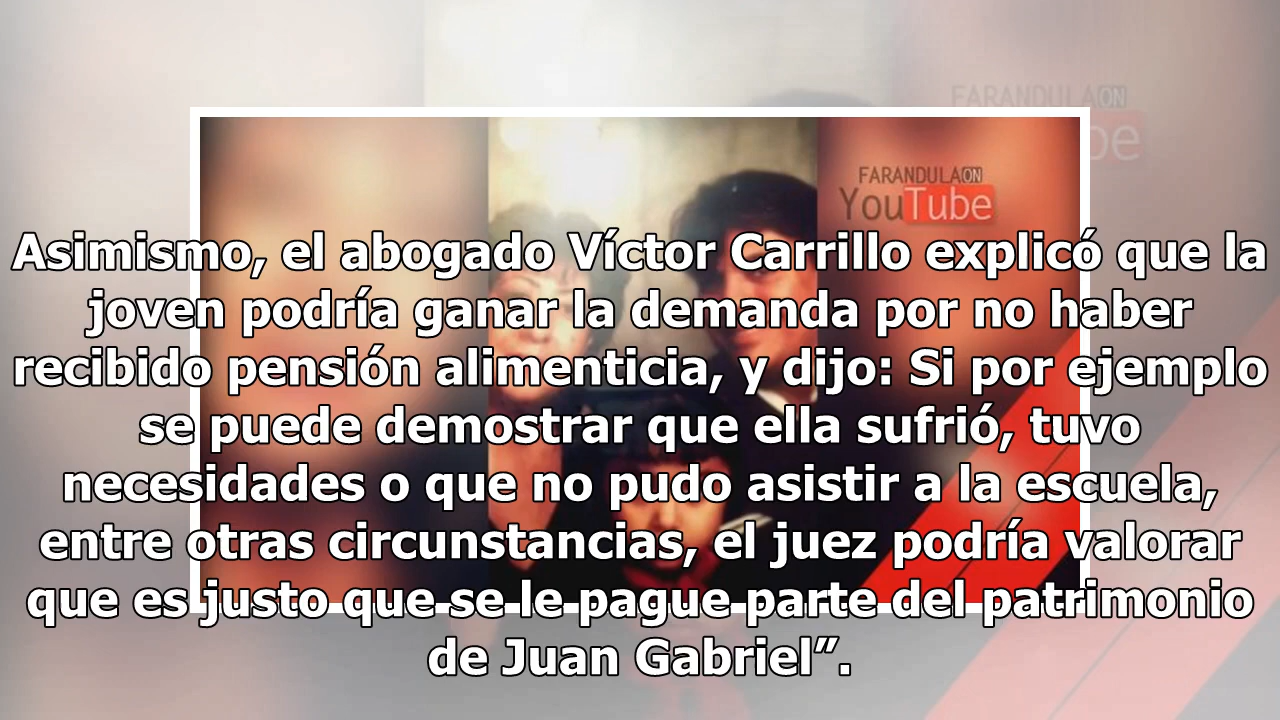 FARANDULAON
be
FARANDULAON
YouTube
Asimismo, el abogado Víctor Carrillo explicó que la
joven podría ganar la demanda por no haber
recibido pensión alimenticia, y dijo: Si por ejemplo
se puede demostrar que ella sufrió, tuvo
necesidades o que no pudo asistir a la escuela,
entre otras circunstancias, el juez podría valorar
que es justo que se le pague parte del patrimonio
de Juan Gabriel”.